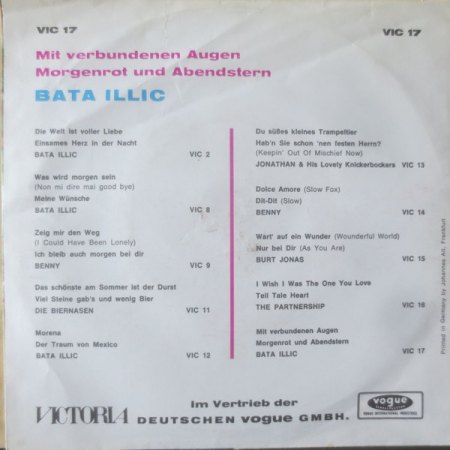 VIC 17
VIC 17
Mit verbundenen Augen
Morgenrot und Abendstern
BATA ILLIC
Die Welt ist voller Liebe
Einsames Herz in der Nacht
BATA ILLIC VIC 2
Was wird morgen sein
(Non mi dire mai good bye)
Meine Wünsche
BATA ILLIC VIC 8
Zeig mir den Weg
(I Could Have Been Lonely)
Ich bleib auch morgen bei dir
BENNY VIC 9
Das schönste am Sommer ist der Durst
Viel Steine gab's und wenig Bier
DIE BIERNASEN VIC 11
Morena
Der Traum von Mexico
BATA ILLIC VIC 12
Du süßes kleines Trampeltier
Hab'n Sie schon 'nen festen Herrn?
(Keepin' Out Of Mischief Now)
JONATHAN & His Lovely Knickerbockers VIC 13
Dolce Amore (Slow Fox)
Dit-Dit (Slow)
BENNY VIC 14
Wart' auf ein Wunder (Wounderful World)
Nur bei Dir (As You Are)
BURT JONAS VIC 15
I Wish I Was The One You Love
Tell Tale Heart
THE PARTNERSHIP VIC 16
Mit verbundenen Augen
Morgenrot und Abendstern
BATA ILLIC VIC 17
Printed in Germany by Johannes Alt, Frankfurt
VICTORIA
im Vertrieb der
DEUTSCHEN vogue GMBH.
vogue